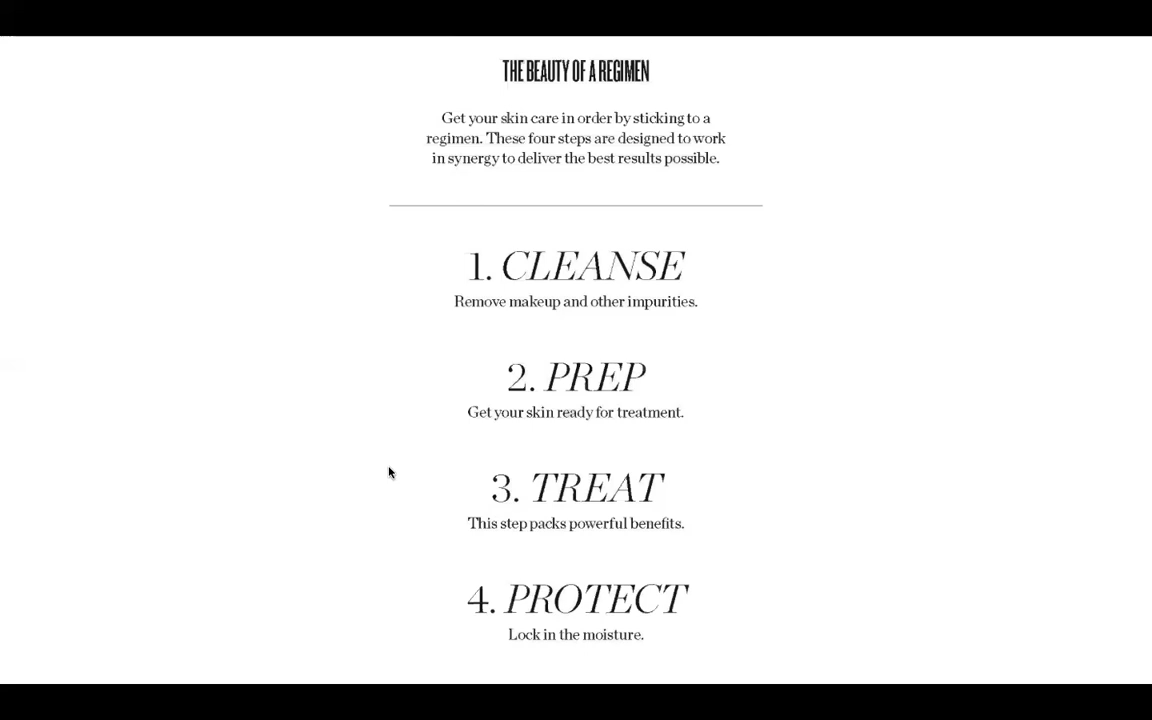 THE BEAUTY OF A REGIMEN
Get your skin care in order by sticking to a
regimen. These four steps are designed to work
in synergy to deliver the best results possible.
1. CLEANSE
Remove makeup and other impurities.
2. PREP
Get your skin ready for treatment.
3. TREAT
This step packs powerful benefits.
4. PROTECT
Lock in the moisture.